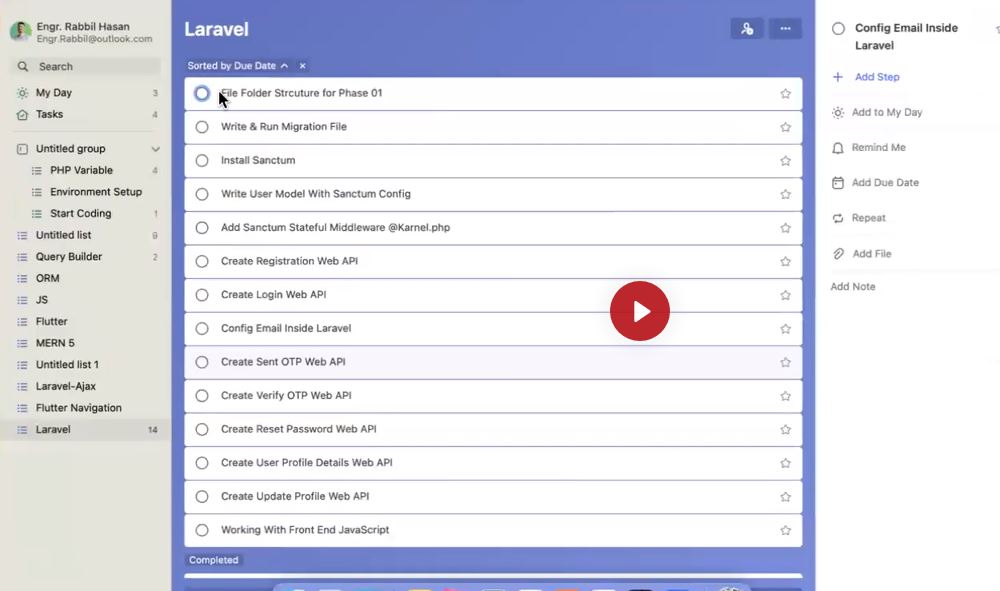 Engr. Rabbil Hasan
Engr.Rabbil@outlook.com
Search
My Day 3
Tasks 4
Untitled group
PHP Variable 4
Environment Setup
Start Coding 1
Untitled list 9
Query Builder 2
ORM
JS
Flutter
MERN 5
Untitled list 1
Laravel-Ajax
Flutter Navigation
Laravel 14
Laravel
Sorted by Due Date
File Folder Strcuture for Phase 01
Write & Run Migration File
Install Sanctum
Write User Model With Sanctum Config
Add Sanctum Stateful Middleware @Karnel.php
Create Registration Web API
Create Login Web API
Config Email Inside Laravel
Create Sent OTP Web API
Create Verify OTP Web API
Create Reset Password Web API
Create User Profile Details Web API
Create Update Profile Web API
Working With Front End JavaScript
Completed
Config Email Inside
Laravel
Add Step
Add to My Day
Remind Me
Add Due Date
Repeat
Add File
Add Note